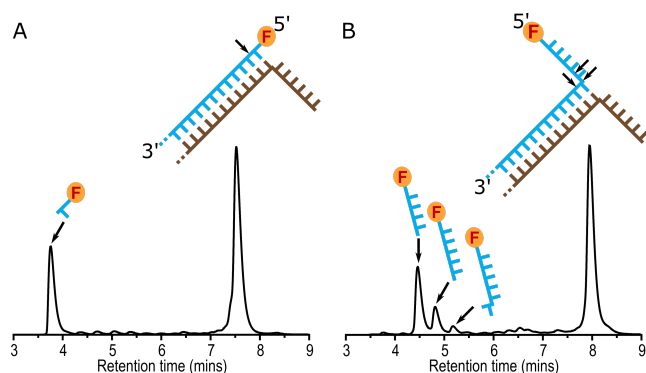 A
F 5'
3'
F
3 4 5 6 7 8 9
Retention time (mins)
B
5' F
3'
F
F
F
3 4 5 6 7 8 9
Retention time (mins)